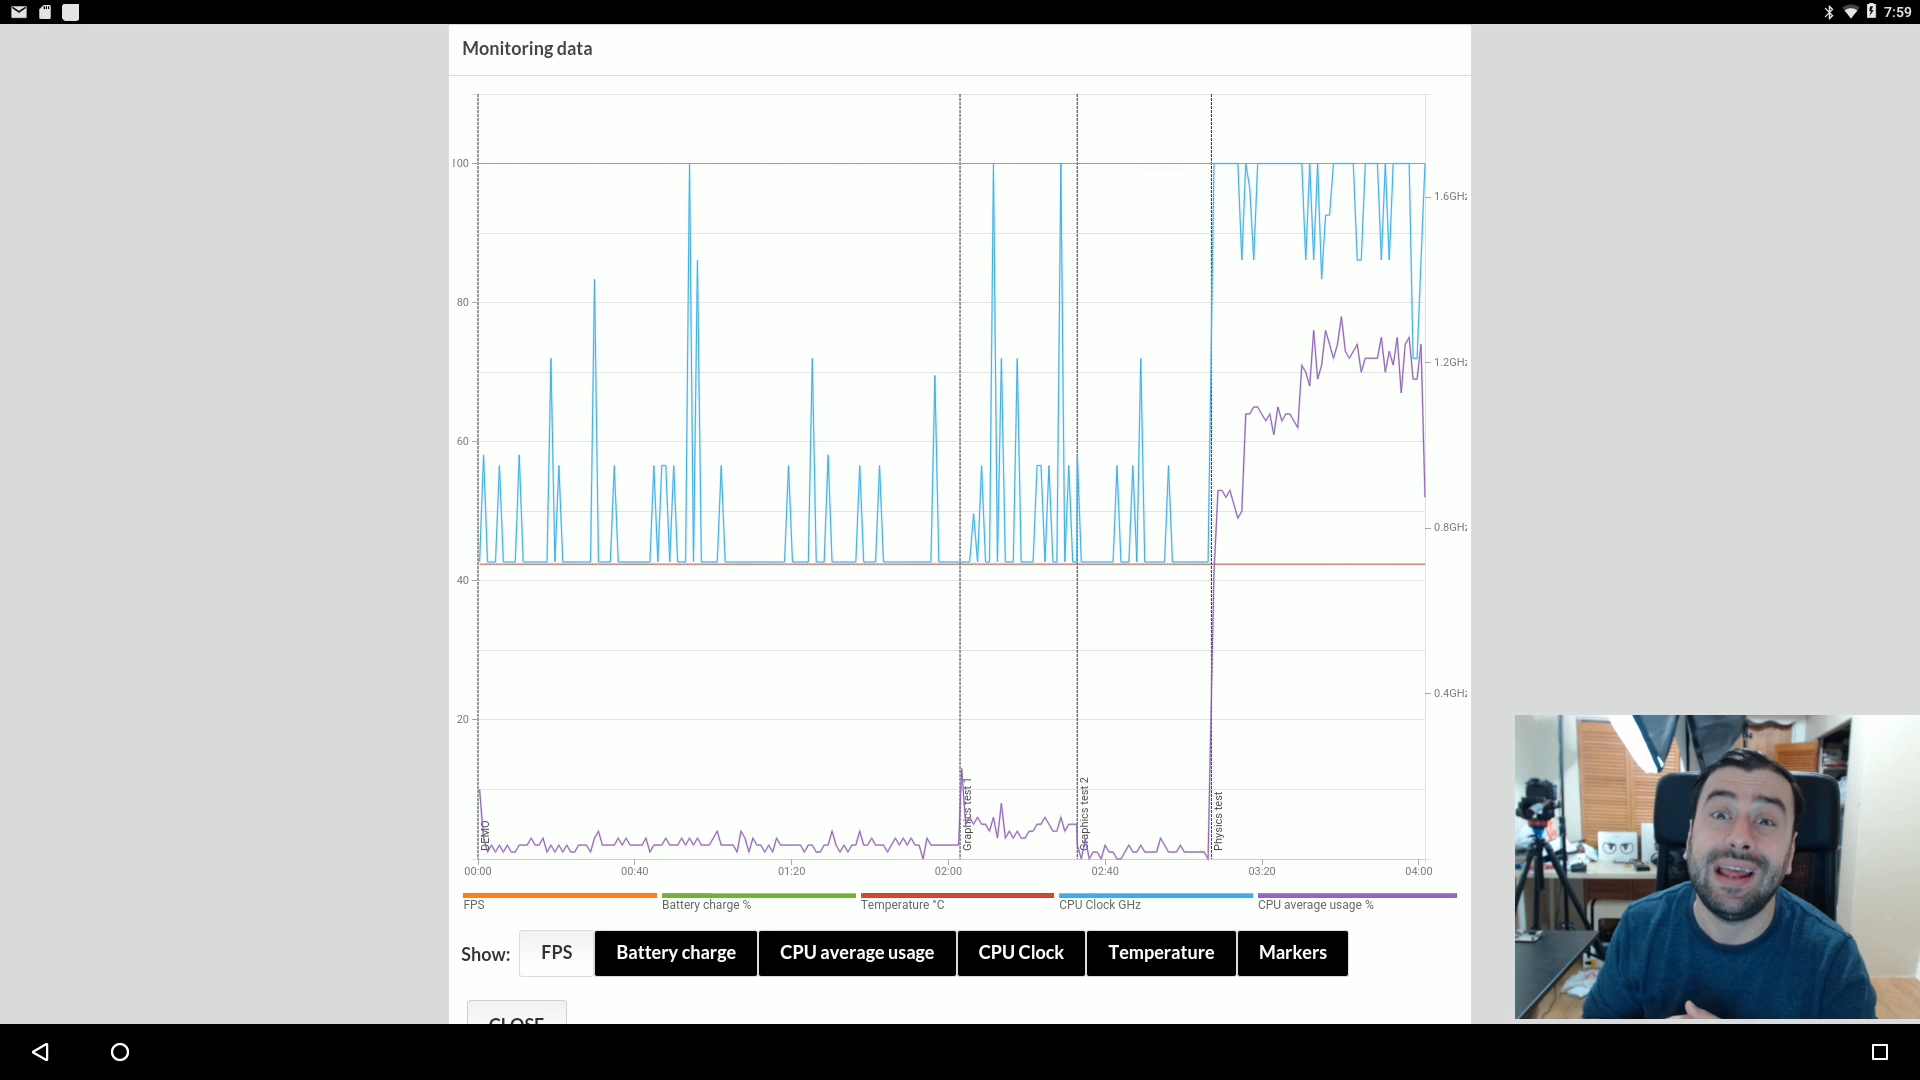 7:59
Monitoring data
100
80
60
40
20
1.6GHz
1.2GHz
0.8GHz
0.4GHz
DEMO
Graphics test 1
Graphics test 2
Physics test
00:00 00:40 01:20 02:00 02:40 03:20 04:00
FPS Battery charge % Temperature °C CPU Clock GHz CPU average usage %
Show: FPS Battery charge CPU average usage CPU Clock Temperature Markers
CLOSE